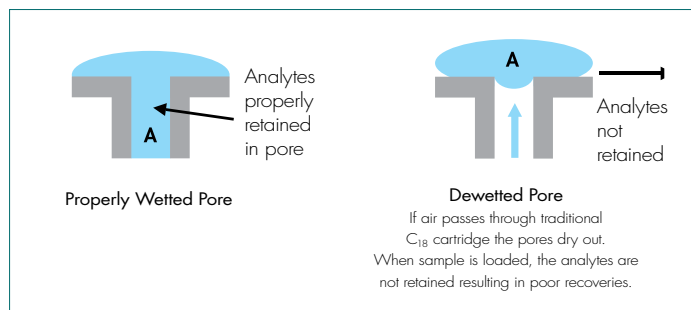 A
Analytes
properly
retained
in pore
Properly Wetted Pore
A
Analytes
not
retained
Dewetted Pore
If air passes through traditional
C₁₈ cartridge the pores dry out.
When sample is loaded, the analytes are
not retained resulting in poor recoveries.